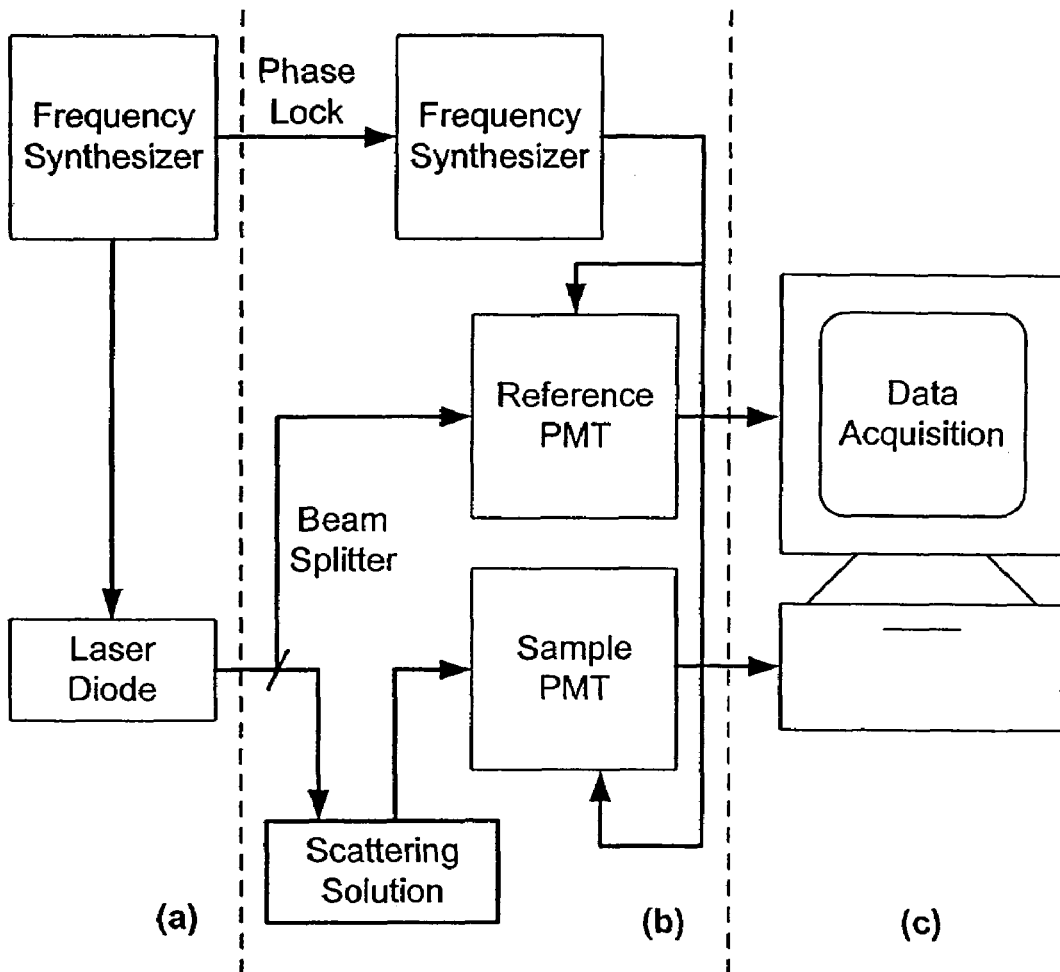 Frequency
Synthesizer
Phase
Lock
Frequency
Synthesizer
Reference
PMT
Data
Acquisition
Beam
Splitter
Laser
Diode
Sample
PMT
Scattering
Solution
(a)
(b)
(c)